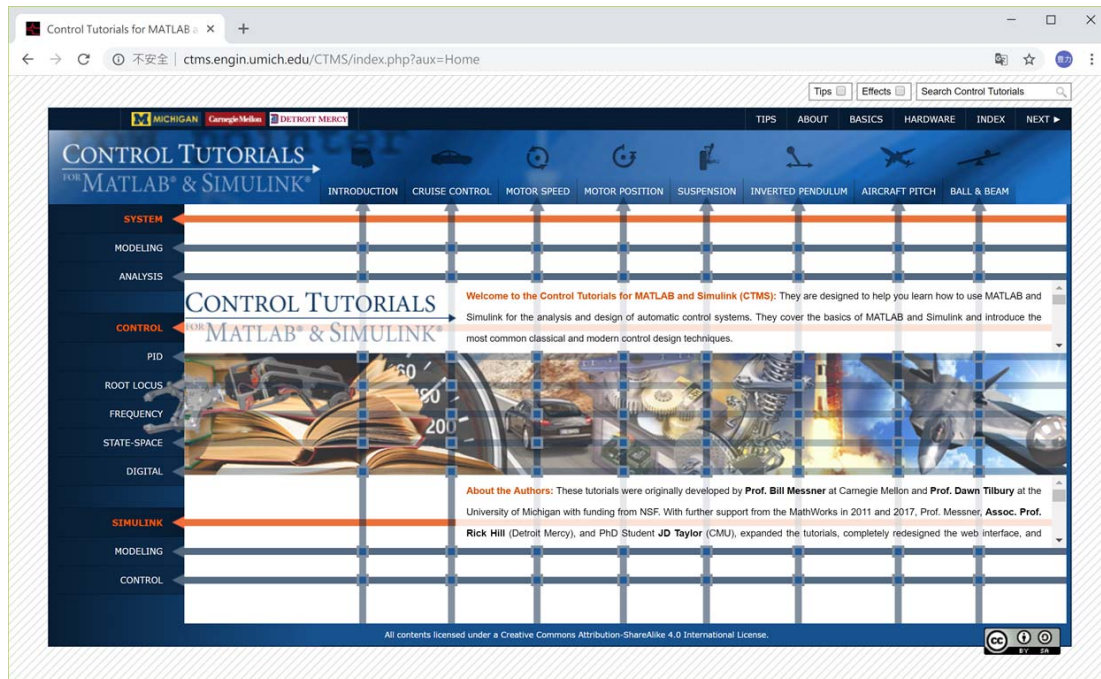 Control Tutorials for MATLAB a
不安全 ctms.engin.umich.edu/CTMS/index.php?aux=Home
Tips Effects Search Control Tutorials
MICHIGAN Carnegie Mellon DETROIT MERCY
TIPS ABOUT BASICS HARDWARE INDEX NEXT ►
CONTROL TUTORIALS
FOR MATLAB® & SIMULINK®
INTRODUCTION CRUISE CONTROL MOTOR SPEED MOTOR POSITION SUSPENSION INVERTED PENDULUM AIRCRAFT PITCH BALL & BEAM
SYSTEM
MODELING
ANALYSIS
CONTROL
PID
ROOT LOCUS
FREQUENCY
STATE-SPACE
DIGITAL
SIMULINK
MODELING
CONTROL
CONTROL TUTORIALS
FOR MATLAB® & SIMULINK®
Welcome to the Control Tutorials for MATLAB and Simulink (CTMS): They are designed to help you learn how to use MATLAB and
Simulink for the analysis and design of automatic control systems. They cover the basics of MATLAB and Simulink and introduce the
most common classical and modern control design techniques.
200
About the Authors: These tutorials were originally developed by Prof. Bill Messner at Carnegie Mellon and Prof. Dawn Tilbury at the
University of Michigan with funding from NSF. With further support from the MathWorks in 2011 and 2017, Prof. Messner, Assoc. Prof.
Rick Hill (Detroit Mercy), and PhD Student JD Taylor (CMU), expanded the tutorials, completely redesigned the web interface, and
All contents licensed under a Creative Commons Attribution-ShareAlike 4.0 International License.
cc
BY SA